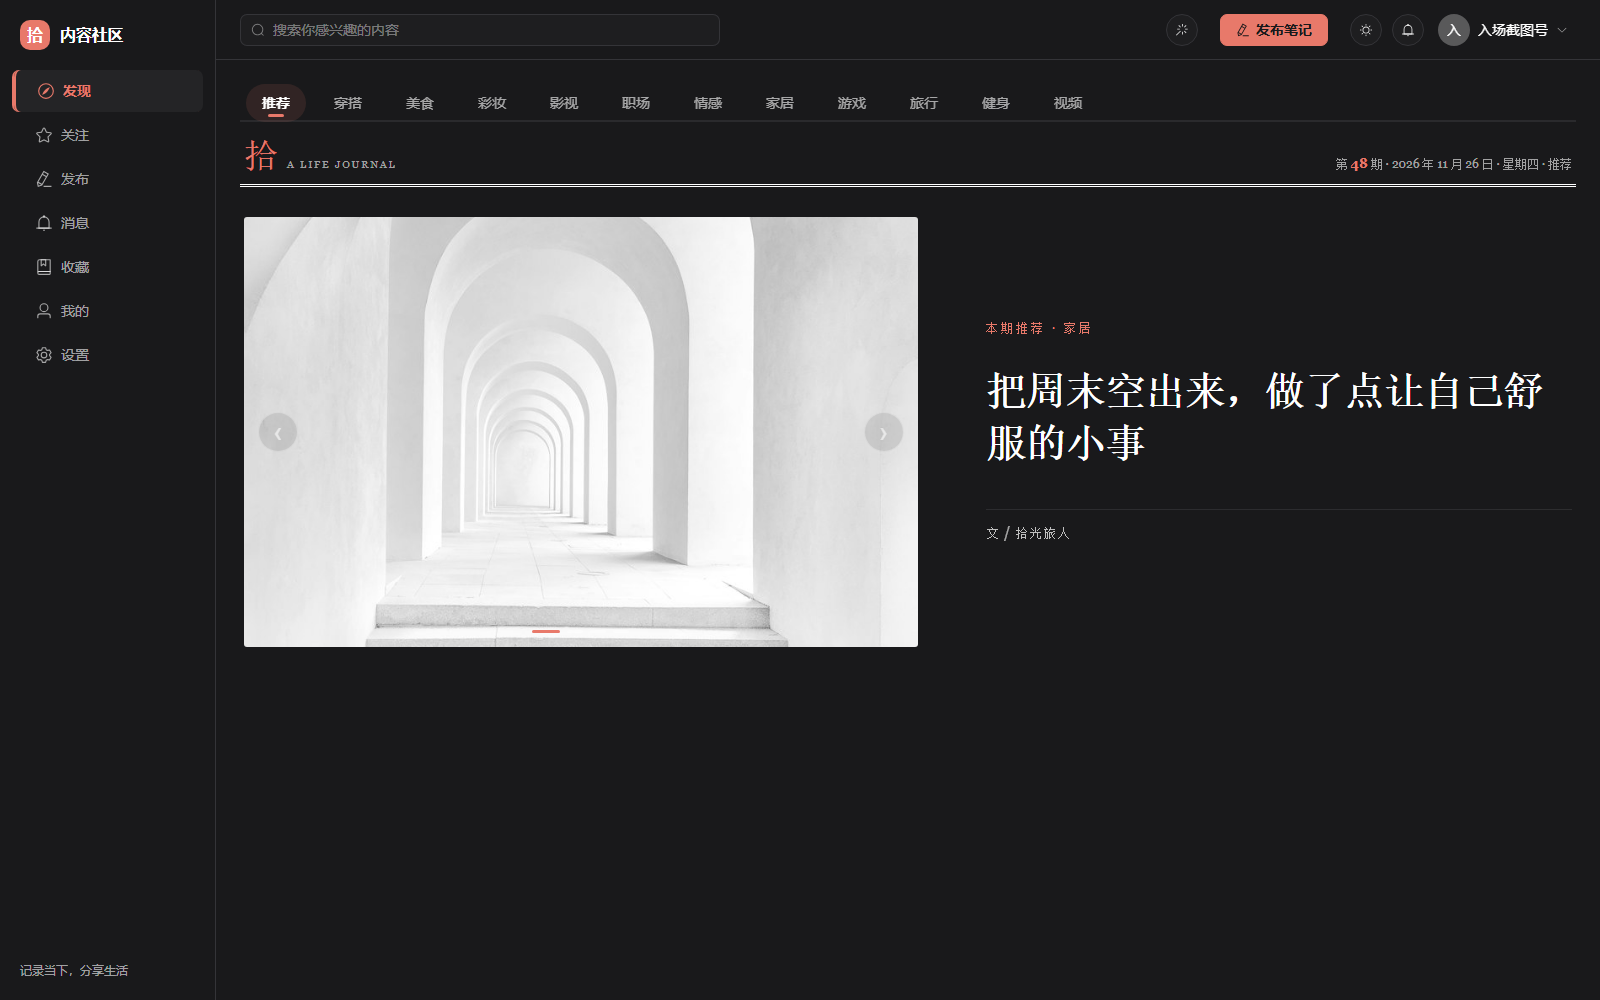 拾 内容社区
搜索你感兴趣的内容
发布笔记
入 入场截图号
发现
关注
发布
消息
收藏
我的
设置
记录当下，分享生活
推荐 穿搭 美食 彩妆 影视 职场 情感 家居 游戏 旅行 健身 视频
拾 A LIFE JOURNAL
第 48 期 · 2026 年 11 月 26 日 · 星期四 · 推荐
本期推荐 · 家居
把周末空出来，做了点让自己舒
服的小事
文 / 拾光旅人